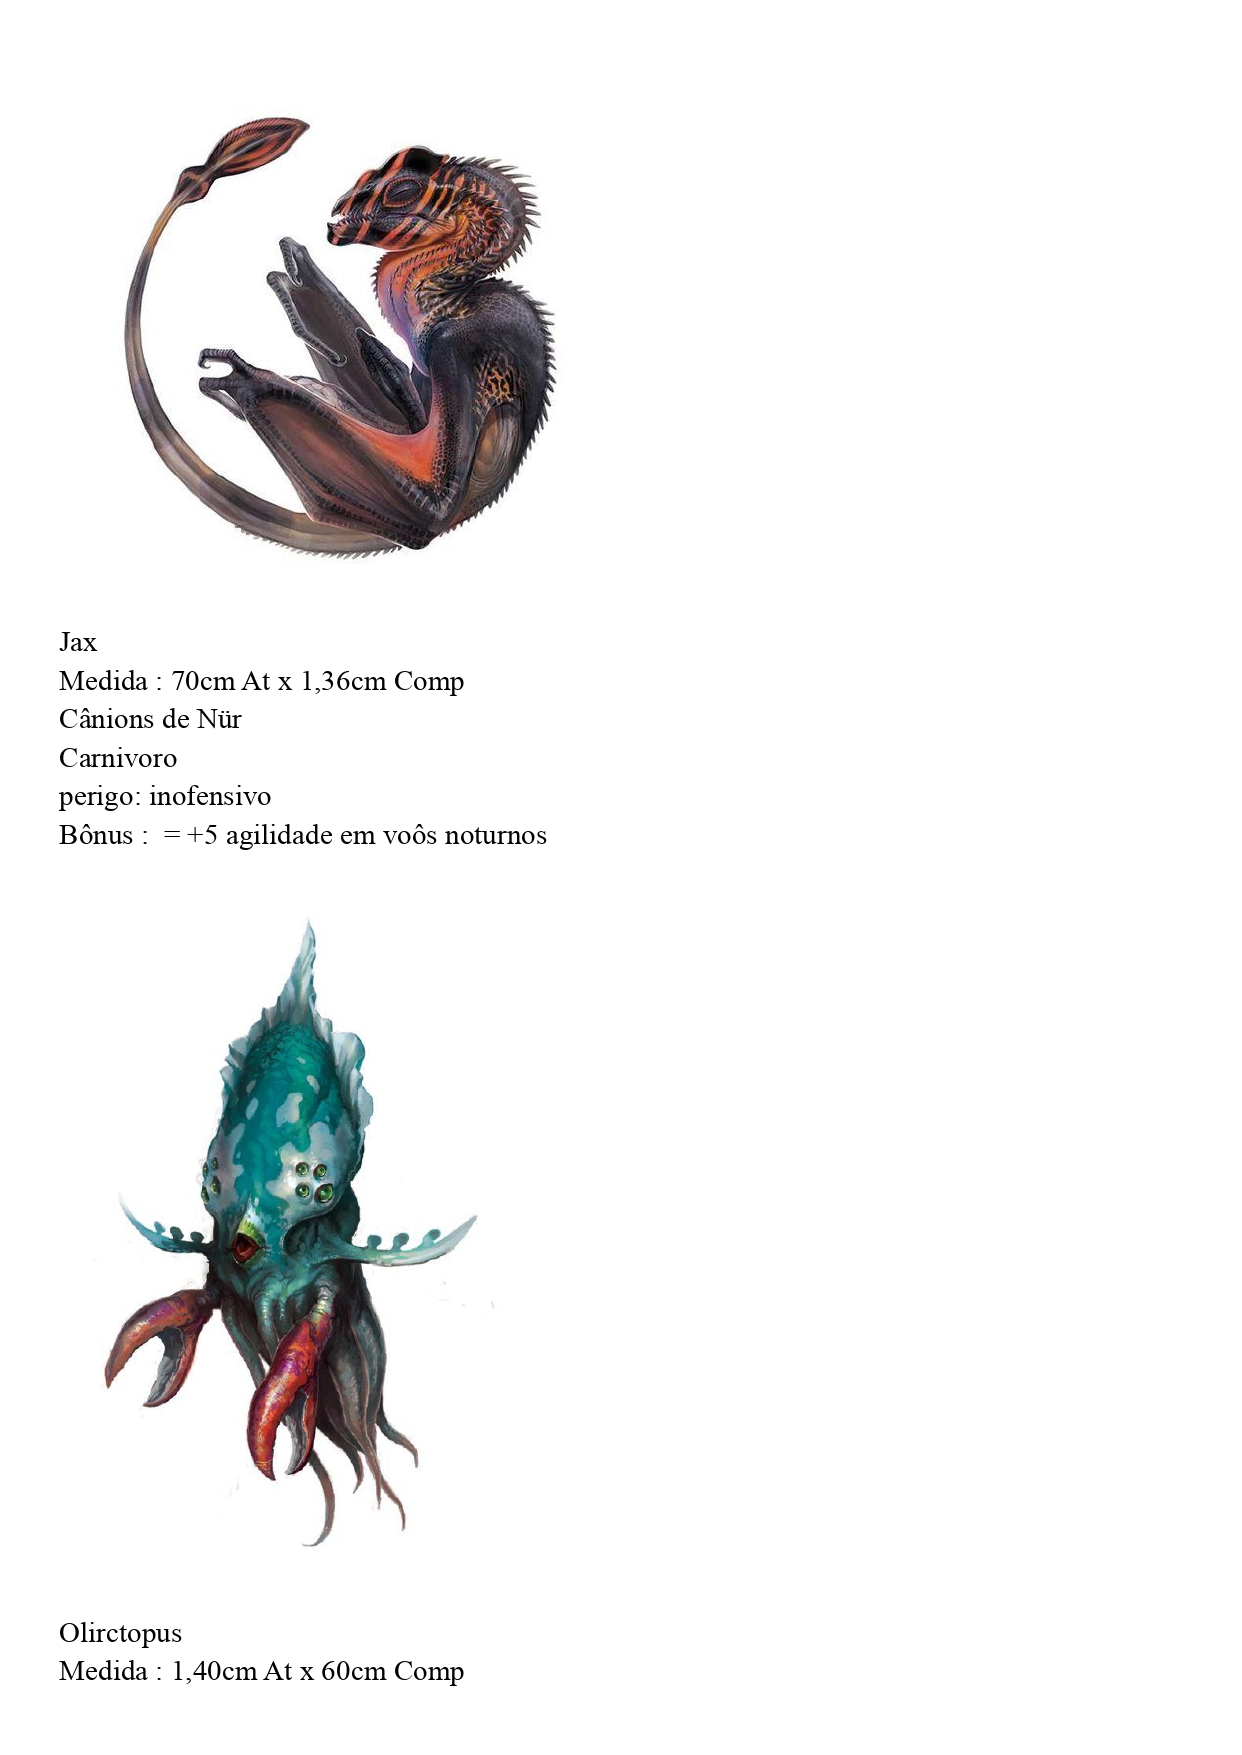 Jax
Medida : 70cm At x 1,36cm Comp
Cânions de Nür
Carnivoro
perigo: inofensivo
Bônus :  = +5 agilidade em voôs noturnos
Olirctopus
Medida : 1,40cm At x 60cm Comp